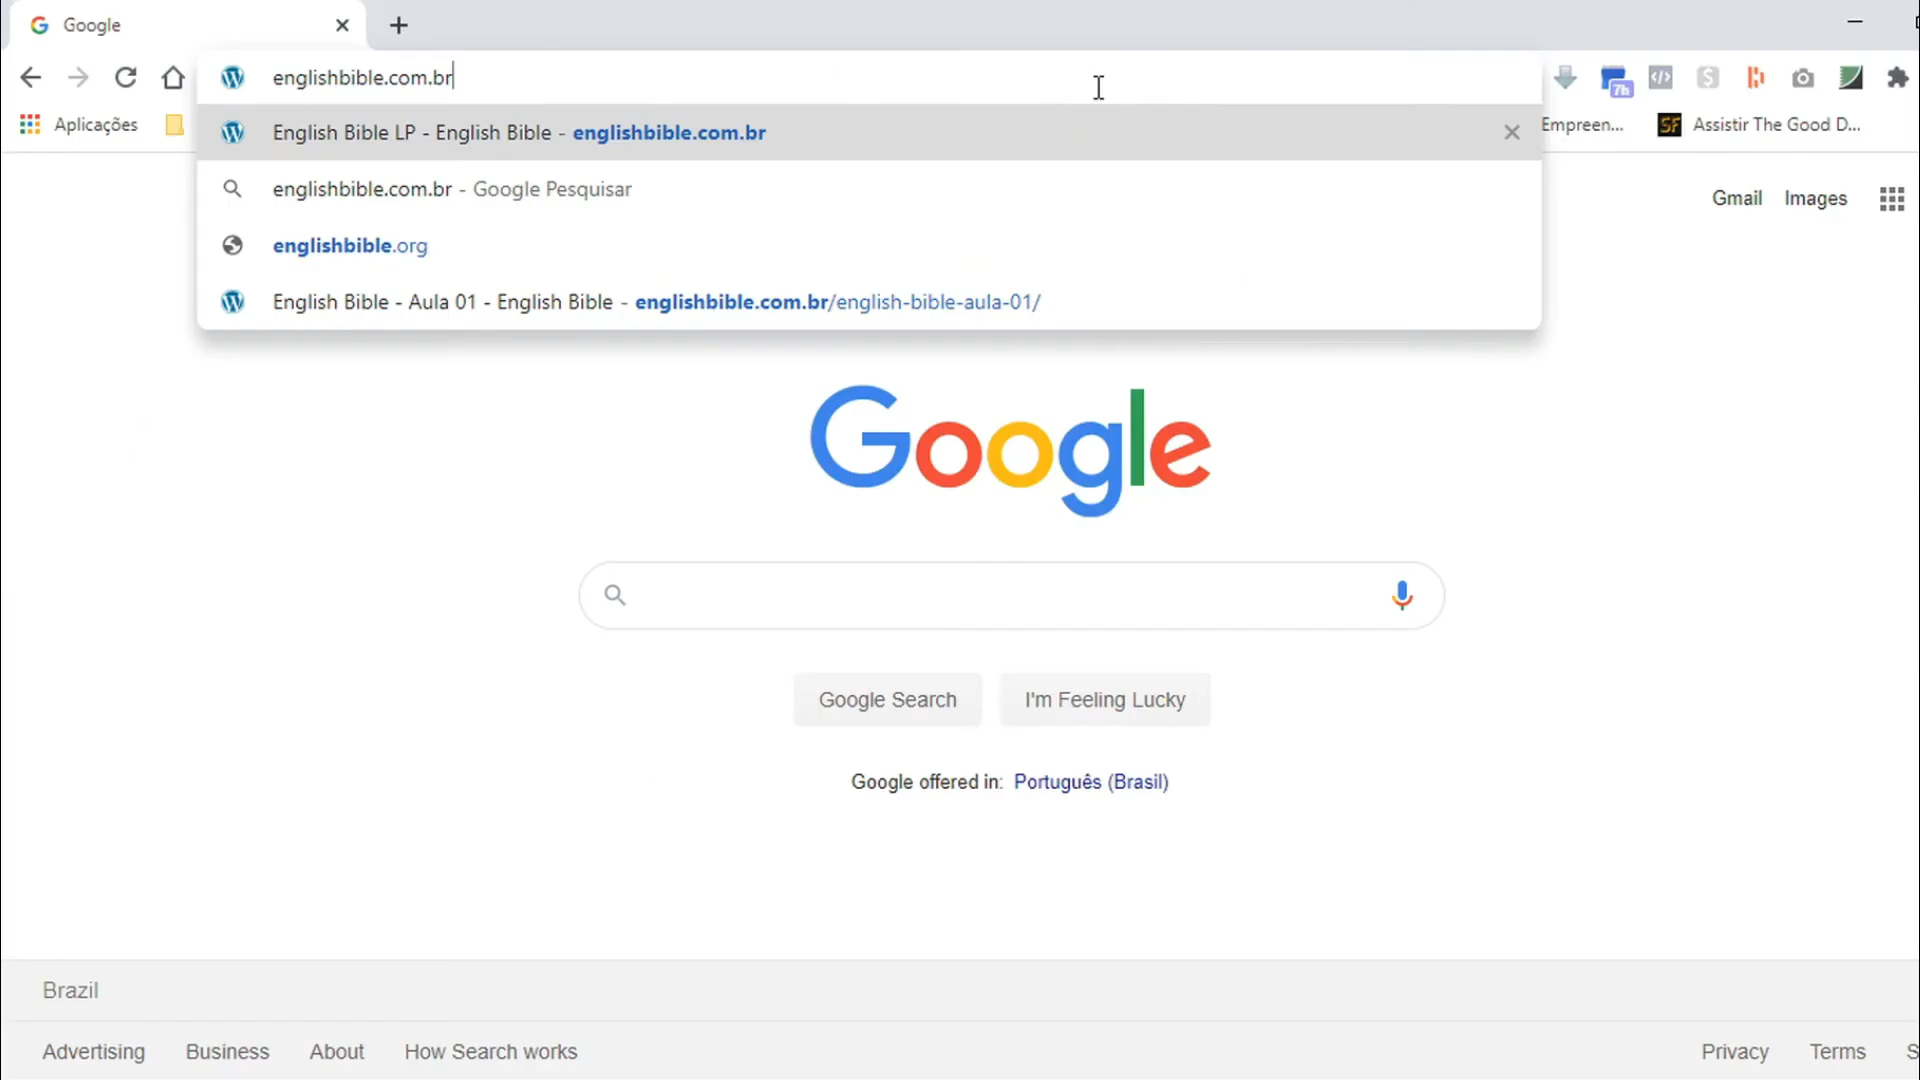 Google
englishbible.com.br
7h
Aplicações
English Bible LP - English Bible - englishbible.com.br
Empreen...
SF
Assistir The Good D...
englishbible.com.br - Google Pesquisar
Gmail
Images
englishbible.org
English Bible - Aula 01 - English Bible - englishbible.com.br/english-bible-aula-01/
Google
Google Search
I'm Feeling Lucky
Google offered in: Português (Brasil)
Brazil
Advertising
Business
About
How Search works
Privacy
Terms
S